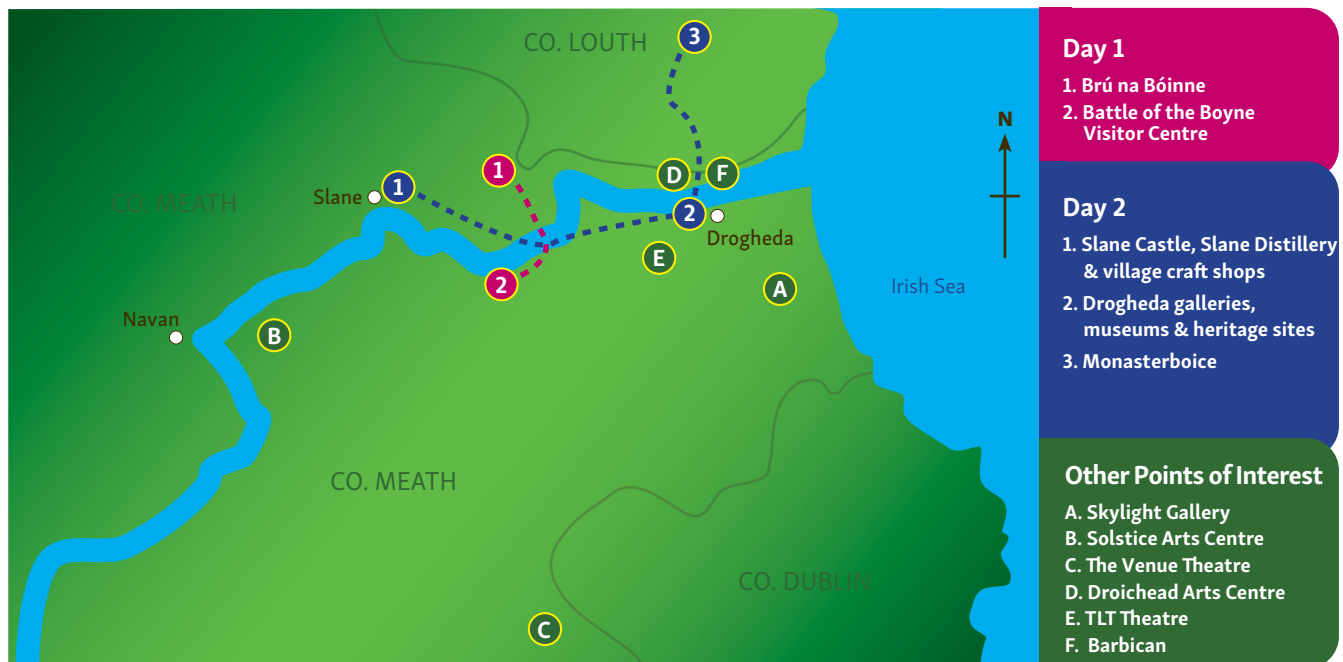 CO. LOUTH
3
N
D
F
1
1
Slane
CO. MEATH
2
Drogheda
E
2
A
Irish Sea
Navan
B
CO. MEATH
CO. DUBLIN
C
Day 1
1. Brú na Bóinne
2. Battle of the Boyne
Visitor Centre
Day 2
1. Slane Castle, Slane Distillery
& village craft shops
2. Drogheda galleries,
museums & heritage sites
3. Monasterboice
Other Points of Interest
A. Skylight Gallery
B. Solstice Arts Centre
C. The Venue Theatre
D. Droichead Arts Centre
E. TLT Theatre
F. Barbican